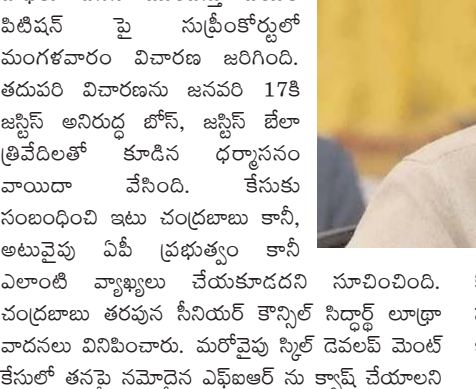 పిటిషన్ పై సుప్రీంకోర్టులో
మంగళవారం విచారణ జరిగింది.
తదుపరి విచారణను జనవరి 17కి
జస్టిస్ అనిరుద్ధ బోస్, జస్టిస్ బేలా
త్రివేదిలతో కూడిన ధర్మాసనం
వాయిదా వేసింది. కేసుకు
సంబంధించి ఇటు చంద్రబాబు కానీ,
అటువైపు ఏపీ ప్రభుత్వం కానీ
ఎలాంటి వ్యాఖ్యలు చేయకూడదని సూచించింది.
చంద్రబాబు తరపున సీనియర్ కౌన్సిల్ సిద్ధార్థ్ లూథ్రా
వాదనలు వినిపించారు. మరోవైపు స్కిల్ డెవలప్ మెంట్
కేసులో తనపై నమోదైన ఎఫ్ఐఆర్ ను క్వాష్ చేయాలని